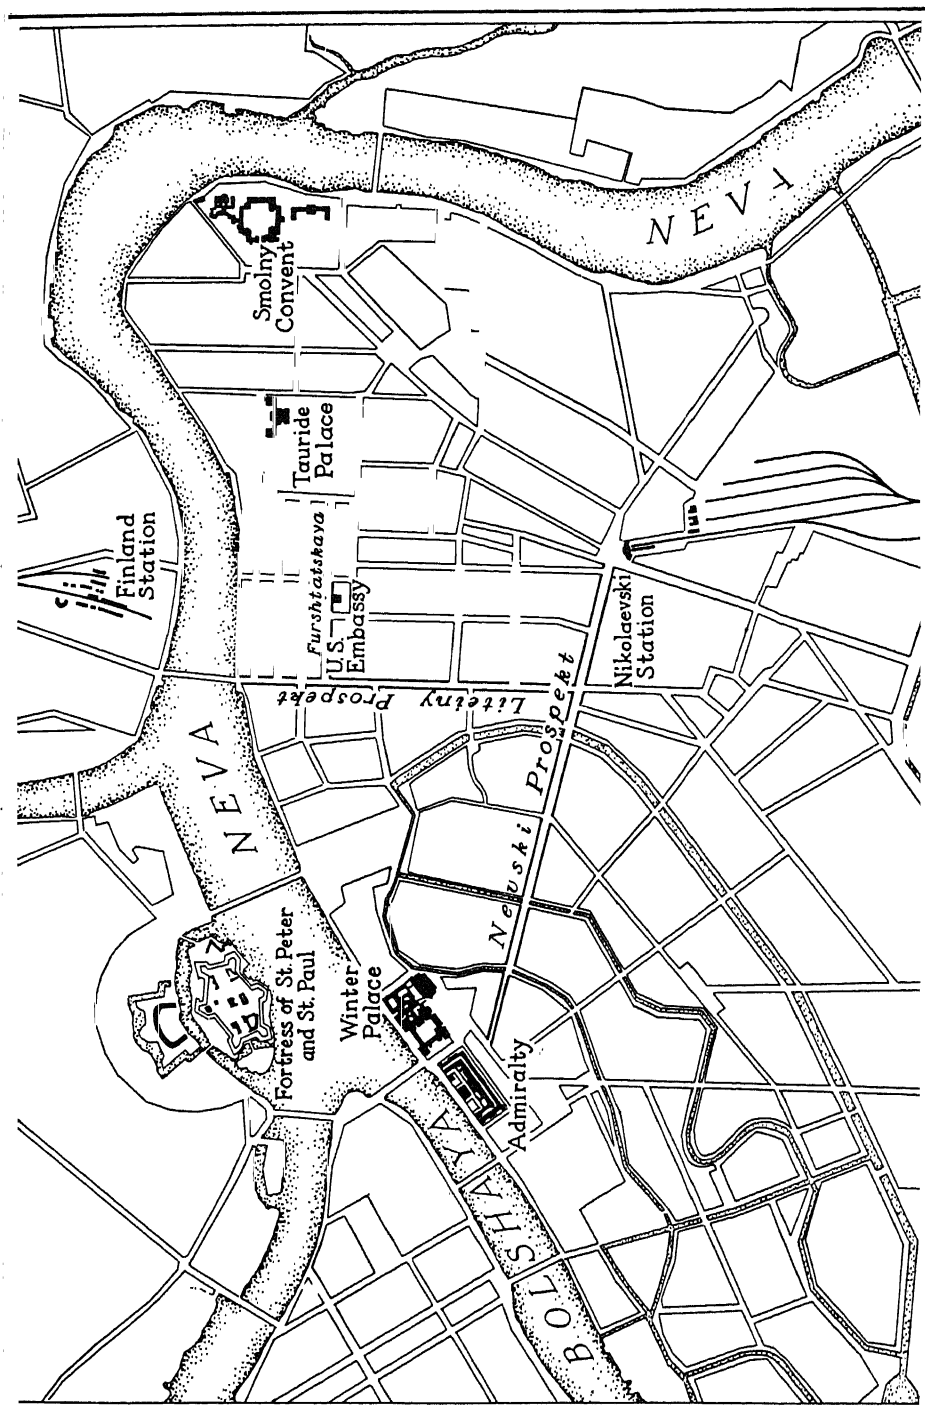 NEVA
Smolny
Convent
Tauride
Palace
Finland
Station
Furshtatskaya
U.S.
Embassy
Liteiny Prospekt
Nikolaevski
Station
Nevski Prospekt
NEVA
Fortress of St. Peter
and St. Paul
Winter
Palace
Admiralty
BOLSHAYA